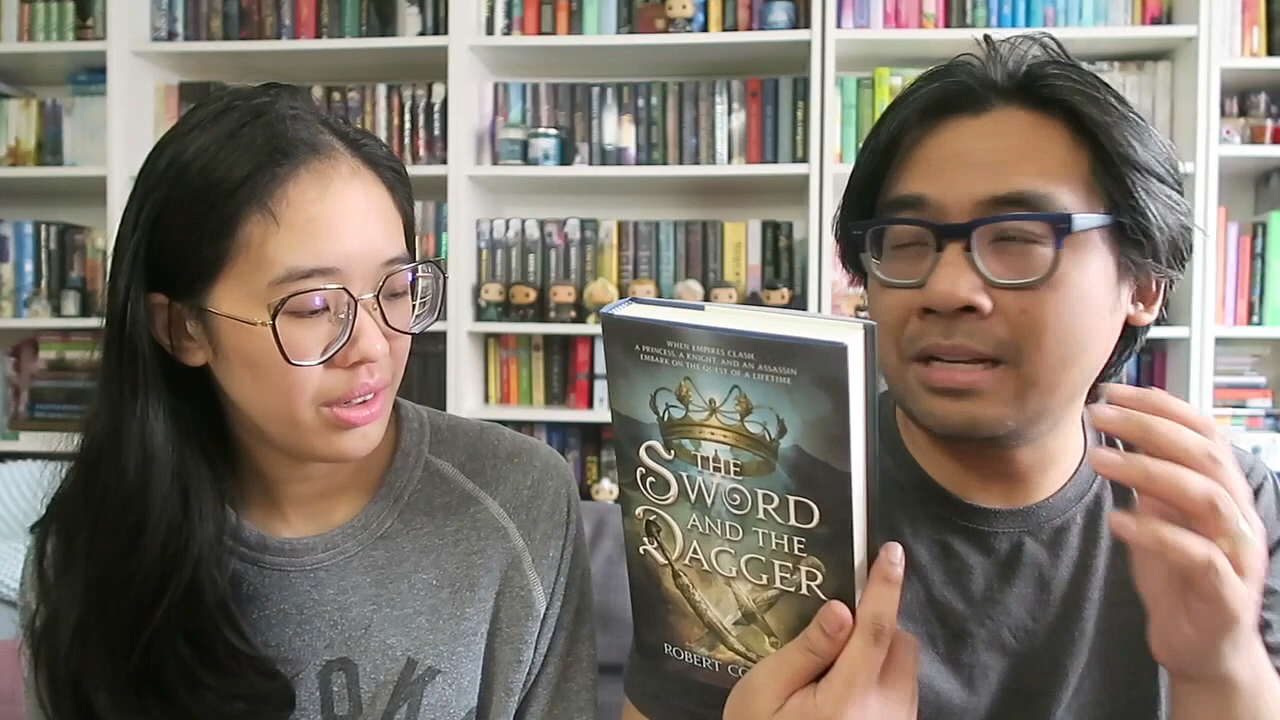 WHEN EMPIRES CLASH,
A PRINCESS, A KNIGHT, AND AN ASSASSIN
EMBARK ON THE QUEST OF A LIFETIME
THE
SWORD
AND THE
DAGGER
ROBERT